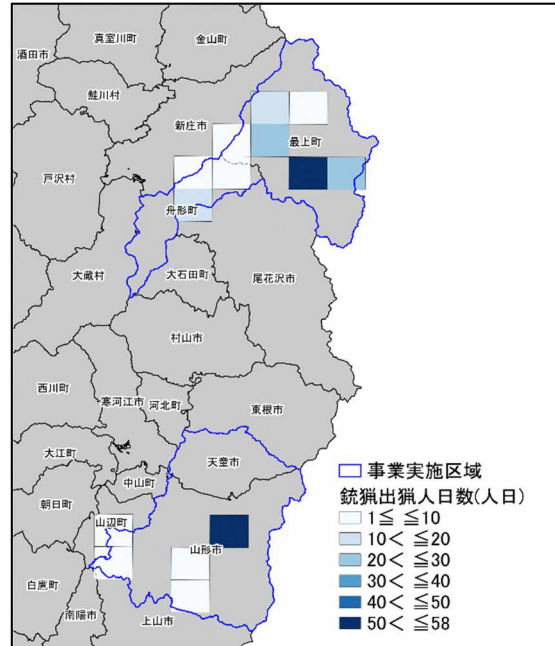 真室川町
金山町
酒田市
鮭川村
新庄市
最上町
戸沢村
舟形町
大蔵村
大石田町
尾花沢市
村山市
西川町
寒河江市
河北町
東根市
大江町
天童市
中山町
朝日町
山辺町
山形市
白鷹町
南陽市
上山市
事業実施区域
銃猟出猟人日数(人日)
1≦ ≦10
10< ≦20
20< ≦30
30< ≦40
40< ≦50
50< ≦58